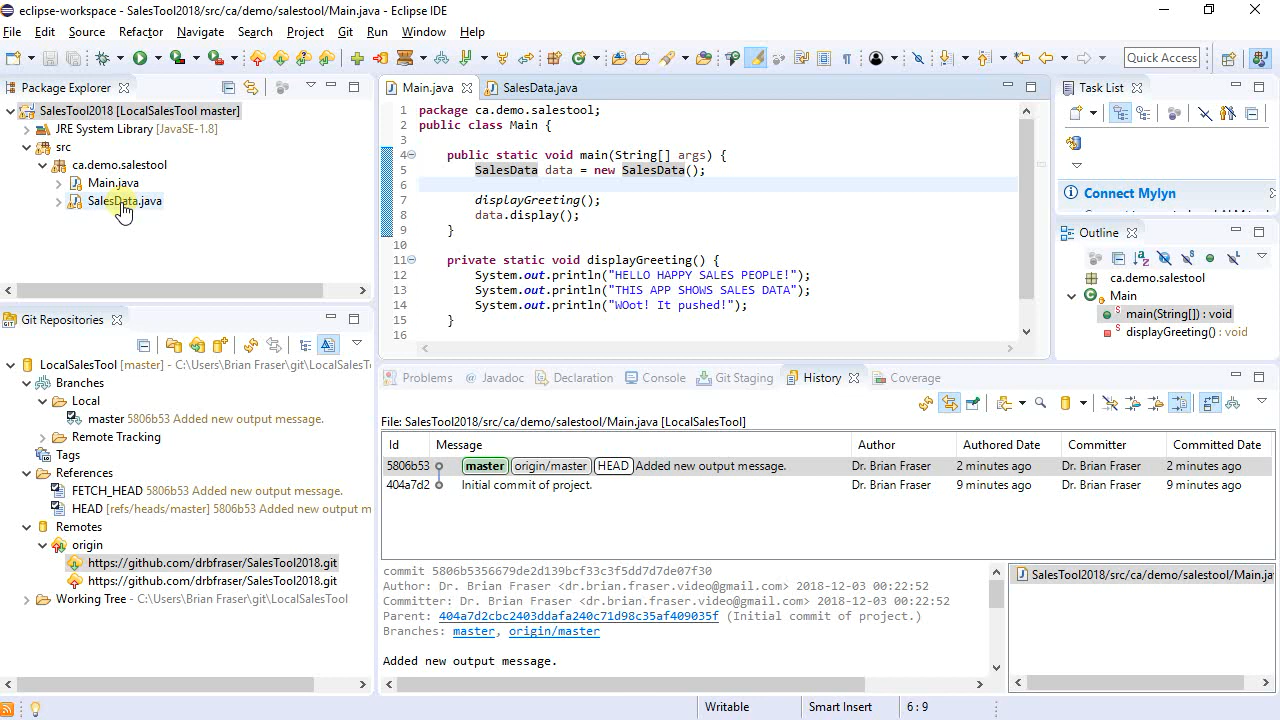 eclipse-workspace - SalesTool2018/src/ca/demo/salestool/Main.java - Eclipse IDE
File Edit Source Refactor Navigate Search Project Git Run Window Help
Quick Access
Package Explorer
SalesTool2018 [LocalSalesTool master]
JRE System Library [JavaSE-1.8]
src
ca.demo.salestool
Main.java
SalesData.java
Main.java SalesData.java
1 package ca.demo.salestool;
2 public class Main {
3
4 public static void main(String[] args) {
5 SalesData data = new SalesData();
6
7 displayGreeting();
8 data.display();
9 }
10
11 private static void displayGreeting() {
12 System.out.println("HELLO HAPPY SALES PEOPLE!");
13 System.out.println("THIS APP SHOWS SALES DATA");
14 System.out.println("WOot! It pushed!");
15 }
16
Task List
Connect Mylyn
Outline
ca.demo.salestool
Main
main(String[]) : void
displayGreeting() : void
Git Repositories
LocalSalesTool [master] - C:\Users\Brian Fraser\git\LocalSalesT
Branches
Local
master 5806b53 Added new output message.
Remote Tracking
Tags
References
FETCH_HEAD 5806b53 Added new output message.
HEAD [refs/heads/master] 5806b53 Added new output m
Remotes
origin
https://github.com/drbfraser/SalesTool2018.git
https://github.com/drbfraser/SalesTool2018.git
Working Tree - C:\Users\Brian Fraser\git\LocalSalesTool
Problems @ Javadoc Declaration Console Git Staging History Coverage
File: SalesTool2018/src/ca/demo/salestool/Main.java [LocalSalesTool]
Id Message Author Authored Date Committer Committed Date
5806b53 master origin/master HEAD Added new output message. Dr. Brian Fraser 2 minutes ago Dr. Brian Fraser 2 minutes ago
404a7d2 Initial commit of project. Dr. Brian Fraser 9 minutes ago Dr. Brian Fraser 9 minutes ago
commit 5806b5356679de2d139bcf33c3f5dd7d7de07f30
Author: Dr. Brian Fraser <dr.brian.fraser.video@gmail.com> 2018-12-03 00:22:52
Committer: Dr. Brian Fraser <dr.brian.fraser.video@gmail.com> 2018-12-03 00:22:52
Parent: 404a7d2cbc2403ddafa240c71d98c35af409035f (Initial commit of project.)
Branches: master, origin/master
Added new output message.
SalesTool2018/src/ca/demo/salestool/Main.ja
Writable Smart Insert 6 : 9